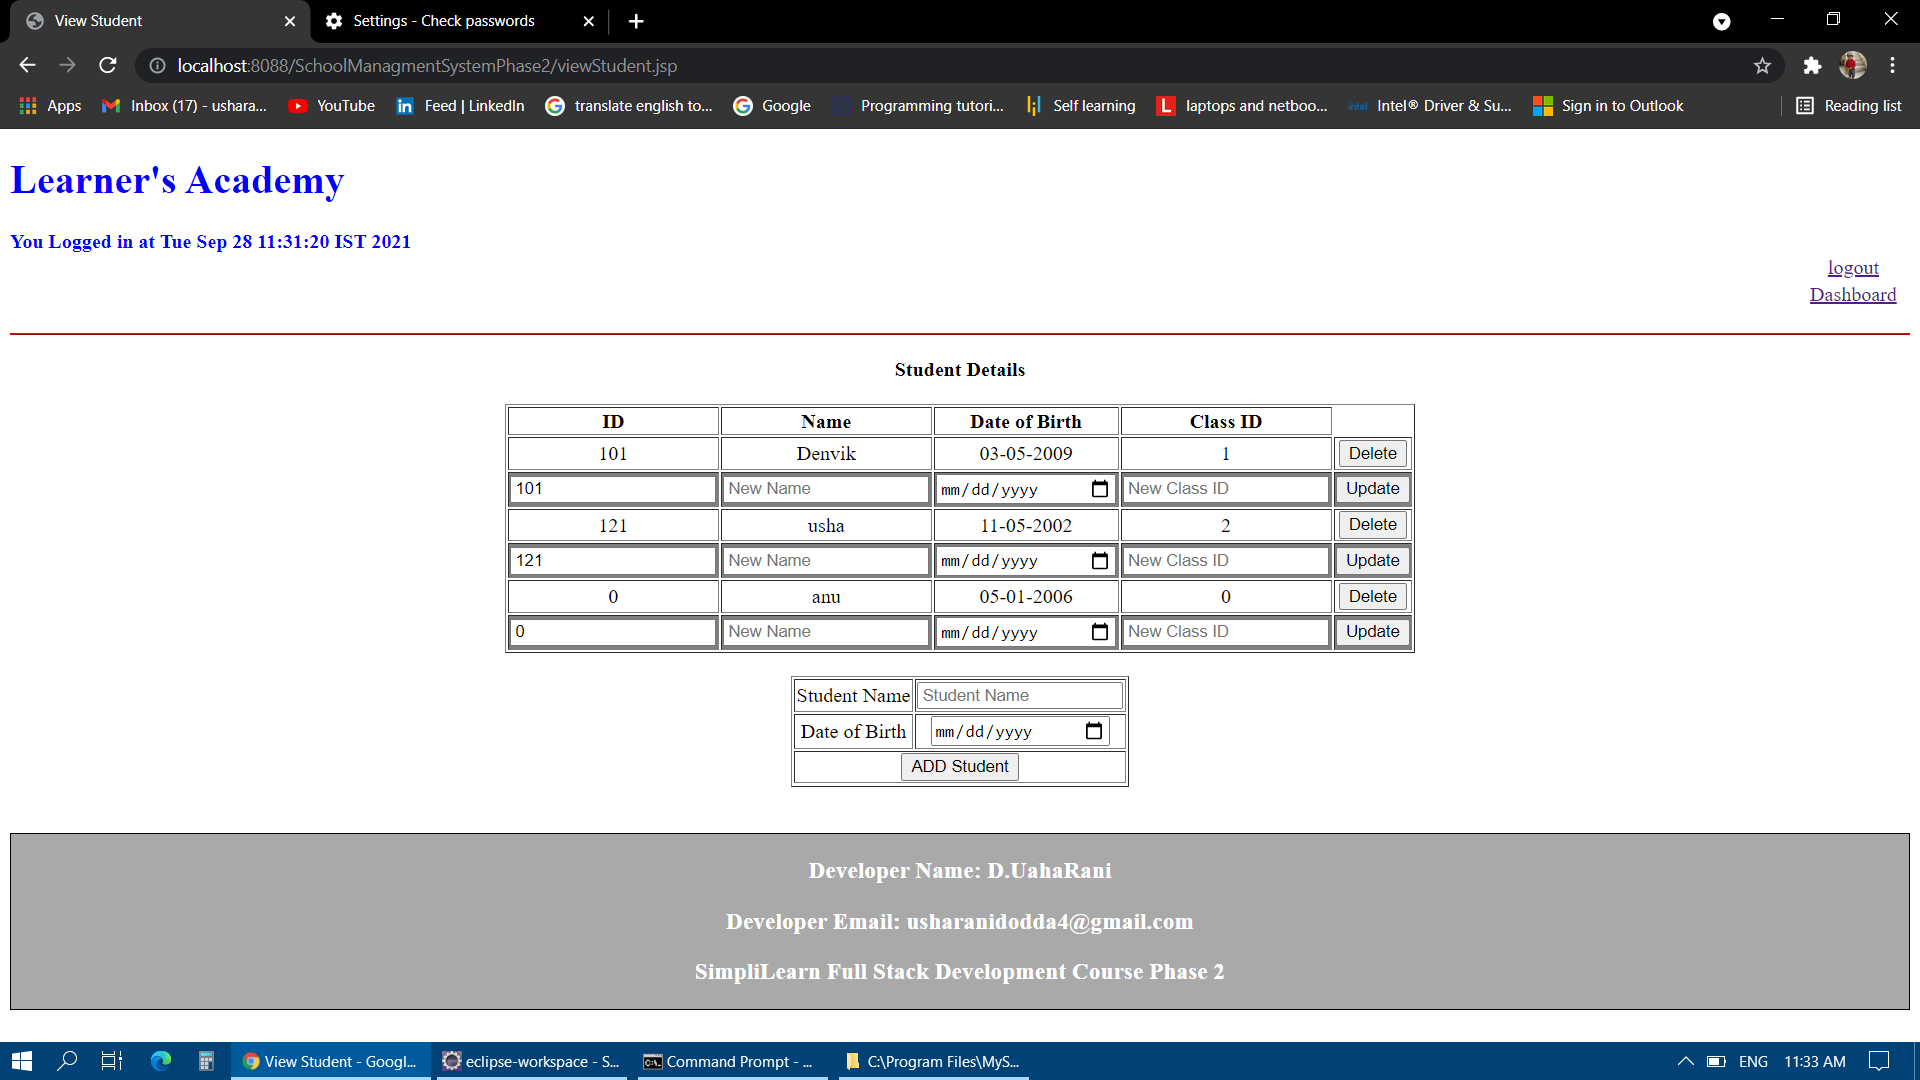 View Student
Settings - Check passwords
localhost:8088/SchoolManagmentSystemPhase2/viewStudent.jsp
Apps Inbox (17) - ushara... YouTube Feed | LinkedIn translate english to... Google Programming tutori... Self learning laptops and netboo... Intel® Driver & Su... Sign in to Outlook Reading list
Learner's Academy
You Logged in at Tue Sep 28 11:31:20 IST 2021
logout
Dashboard
Student Details
ID Name Date of Birth Class ID
101 Denvik 03-05-2009 1 Delete
101 New Name mm/dd/yyyy New Class ID Update
121 usha 11-05-2002 2 Delete
121 New Name mm/dd/yyyy New Class ID Update
0 anu 05-01-2006 0 Delete
0 New Name mm/dd/yyyy New Class ID Update
Student Name Student Name
Date of Birth mm/dd/yyyy
ADD Student
Developer Name: D.UahaRani
Developer Email: usharanidodda4@gmail.com
SimpliLearn Full Stack Development Course Phase 2
View Student - Googl... eclipse-workspace - S... Command Prompt - ... C:\Program Files\MyS... ENG 11:33 AM